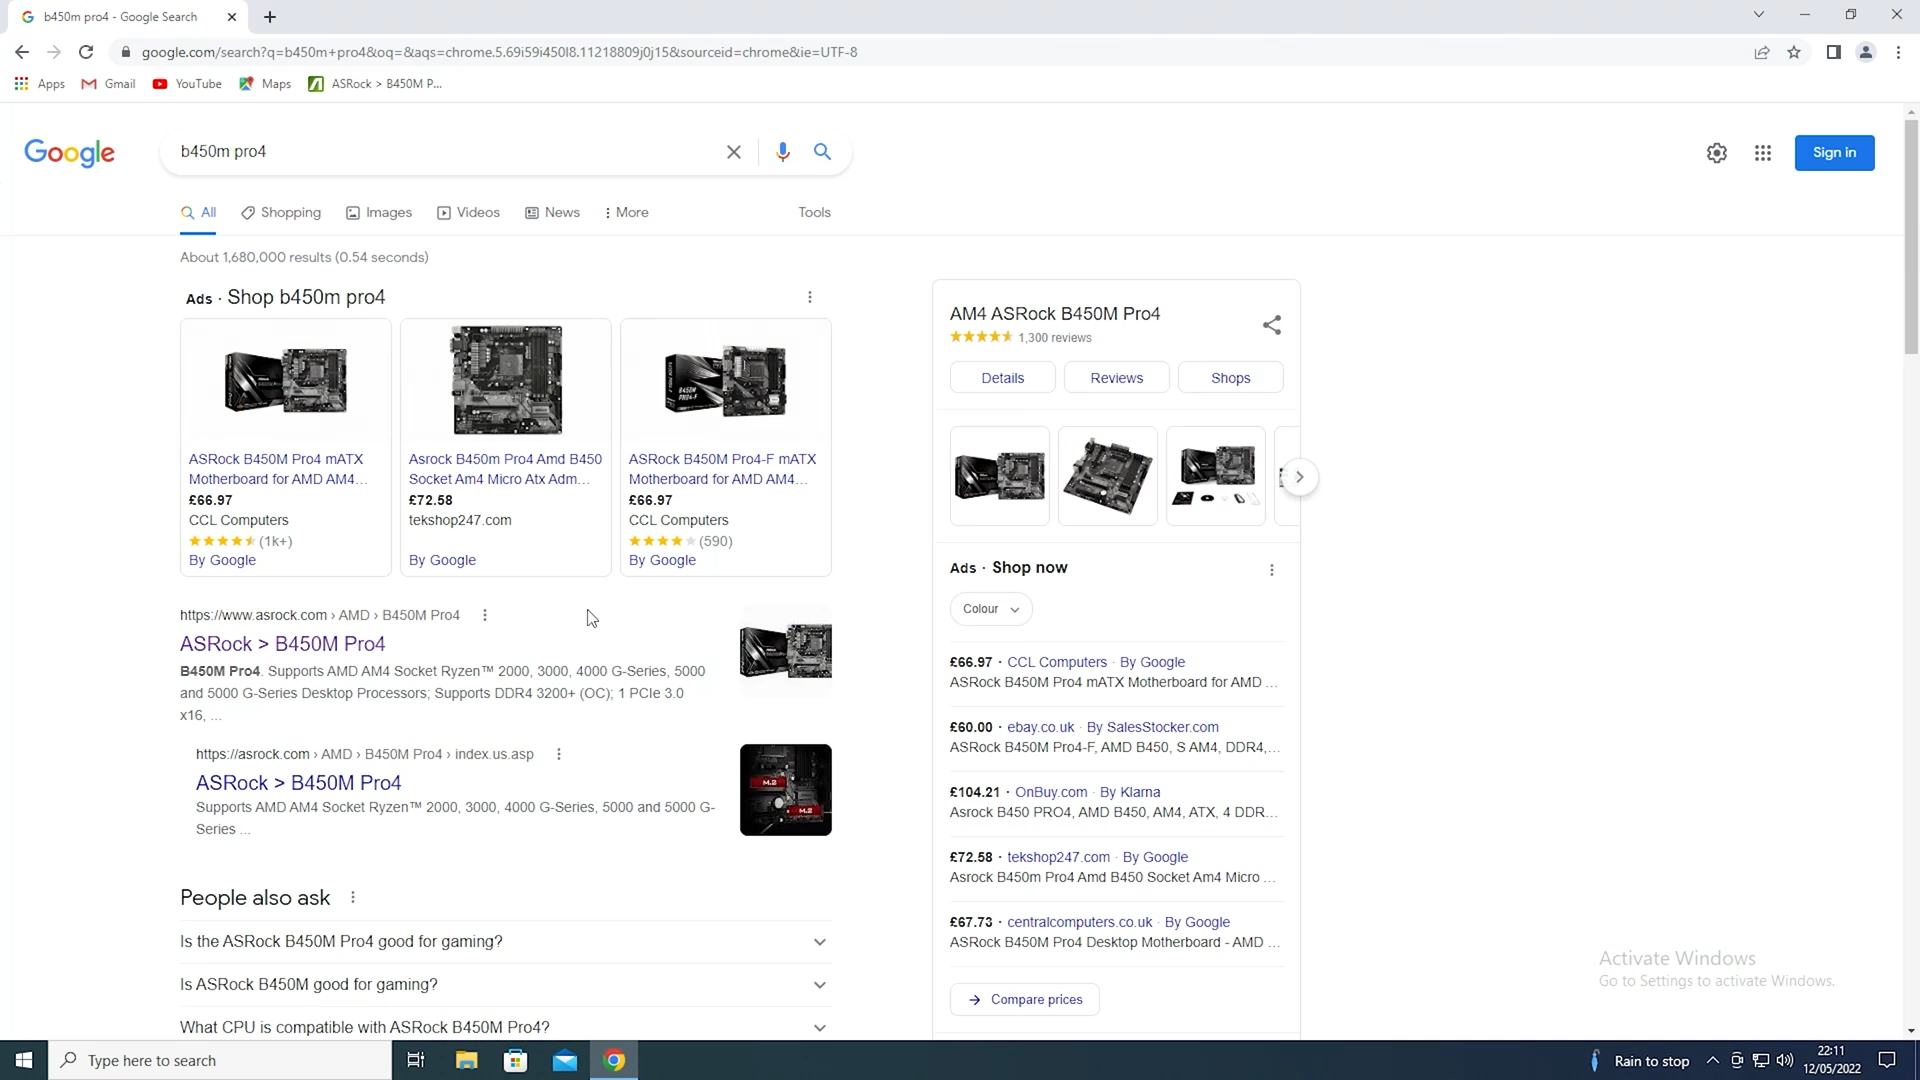 b450m pro4 - Google Search
google.com/search?q=b450m+pro4&oq=&aqs=chrome.5.69i59i450l8.11218809j0j15&sourceid=chrome&ie=UTF-8
Apps Gmail YouTube Maps ASRock > B450M P...
Google
b450m pro4
Sign in
All Shopping Images Videos News More Tools
About 1,680,000 results (0.54 seconds)
Ads · Shop b450m pro4
ASRock B450M Pro4 mATX
Motherboard for AMD AM4...
£66.97
CCL Computers
(1k+)
By Google
Asrock B450m Pro4 Amd B450
Socket Am4 Micro Atx Adm...
£72.58
tekshop247.com
By Google
ASRock B450M Pro4-F mATX
Motherboard for AMD AM4...
£66.97
CCL Computers
(590)
By Google
https://www.asrock.com › AMD › B450M Pro4
ASRock > B450M Pro4
B450M Pro4. Supports AMD AM4 Socket Ryzen™ 2000, 3000, 4000 G-Series, 5000
and 5000 G-Series Desktop Processors; Supports DDR4 3200+ (OC); 1 PCIe 3.0
x16, ...
https://asrock.com › AMD › B450M Pro4 › index.us.asp
ASRock > B450M Pro4
Supports AMD AM4 Socket Ryzen™ 2000, 3000, 4000 G-Series, 5000 and 5000 G-
Series ...
M.2
M.2
People also ask
Is the ASRock B450M Pro4 good for gaming?
Is ASRock B450M good for gaming?
What CPU is compatible with ASRock B450M Pro4?
AM4 ASRock B450M Pro4
1,300 reviews
Details Reviews Shops
Ads · Shop now
Colour
£66.97 · CCL Computers · By Google
ASRock B450M Pro4 mATX Motherboard for AMD ...
£60.00 · ebay.co.uk · By SalesStocker.com
ASRock B450M Pro4-F, AMD B450, S AM4, DDR4,...
£104.21 · OnBuy.com · By Klarna
Asrock B450 PRO4, AMD B450, AM4, ATX, 4 DDR...
£72.58 · tekshop247.com · By Google
Asrock B450m Pro4 Amd B450 Socket Am4 Micro ...
£67.73 · centralcomputers.co.uk · By Google
ASRock B450M Pro4 Desktop Motherboard - AMD ...
Compare prices
Activate Windows
Go to Settings to activate Windows.
Type here to search
Rain to stop
22:11
12/05/2022